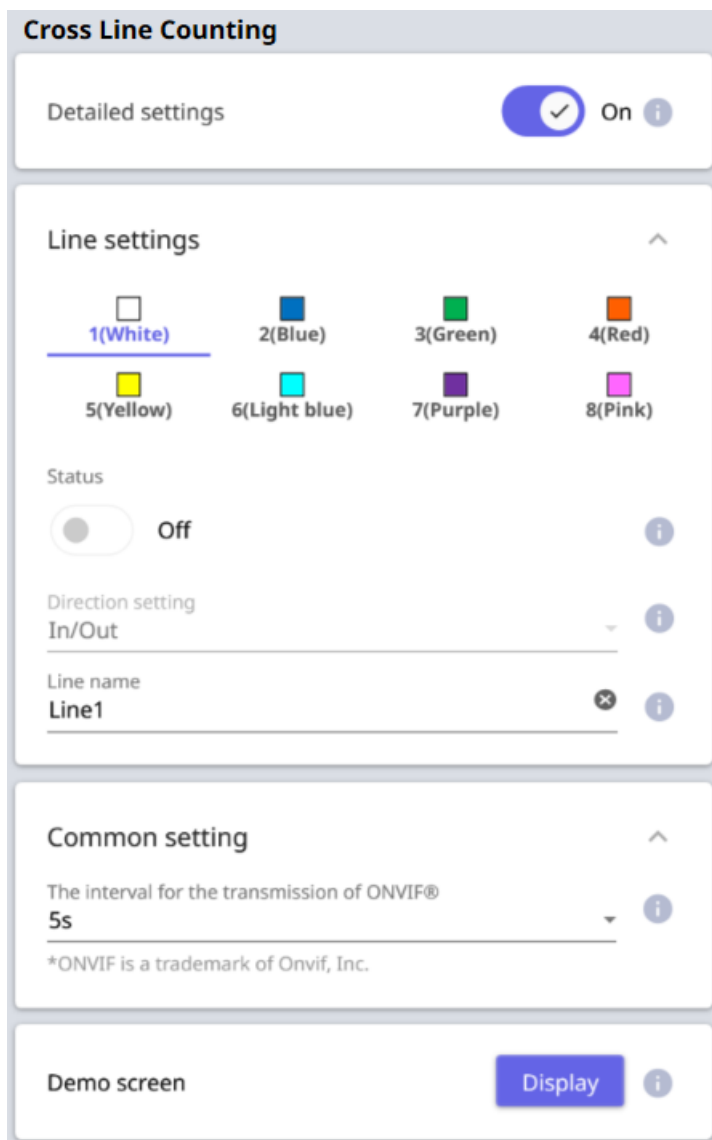 Cross Line Counting
Detailed settings
On
Line settings
1(White) 2(Blue) 3(Green) 4(Red)
5(Yellow) 6(Light blue) 7(Purple) 8(Pink)
Status
Off
Direction setting
In/Out
Line name
Line1
Common setting
The interval for the transmission of ONVIF®
5s
*ONVIF is a trademark of Onvif, Inc.
Demo screen Display